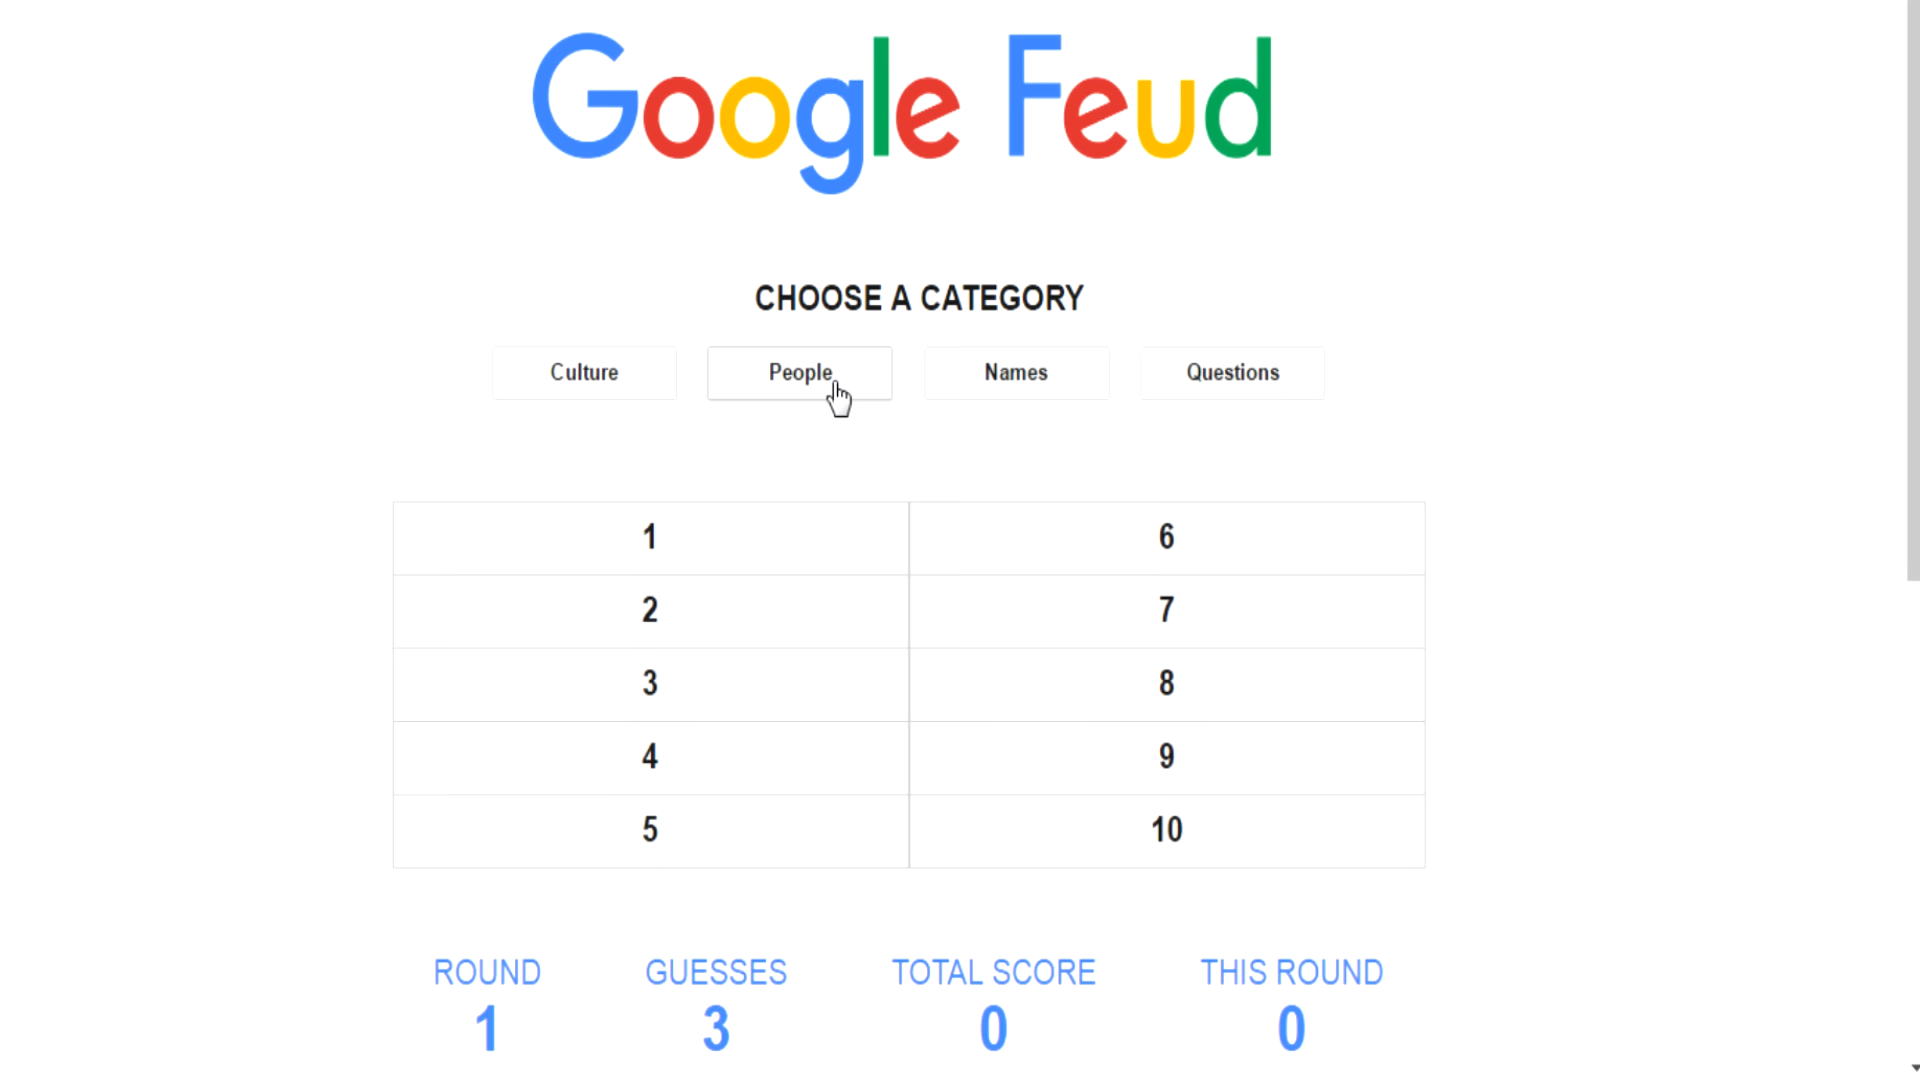 Google Feud
CHOOSE A CATEGORY
Culture People Names Questions
1 6
2 7
3 8
4 9
5 10
ROUND GUESSES TOTAL SCORE THIS ROUND
1 3 0 0